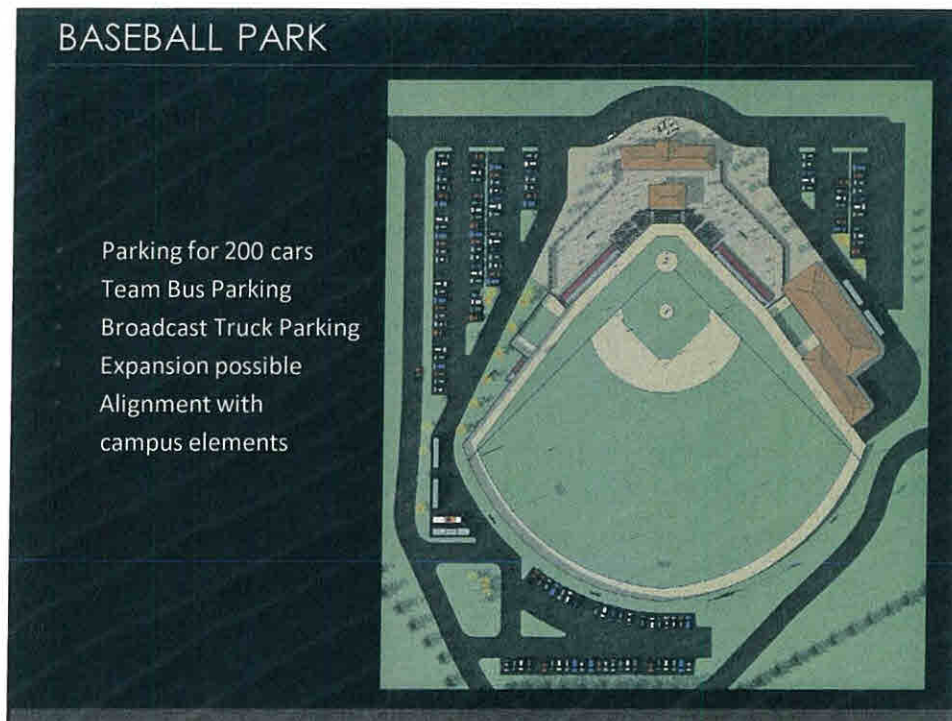 BASEBALL PARK
Parking for 200 cars
Team Bus Parking
Broadcast Truck Parking
Expansion possible
Alignment with
campus elements